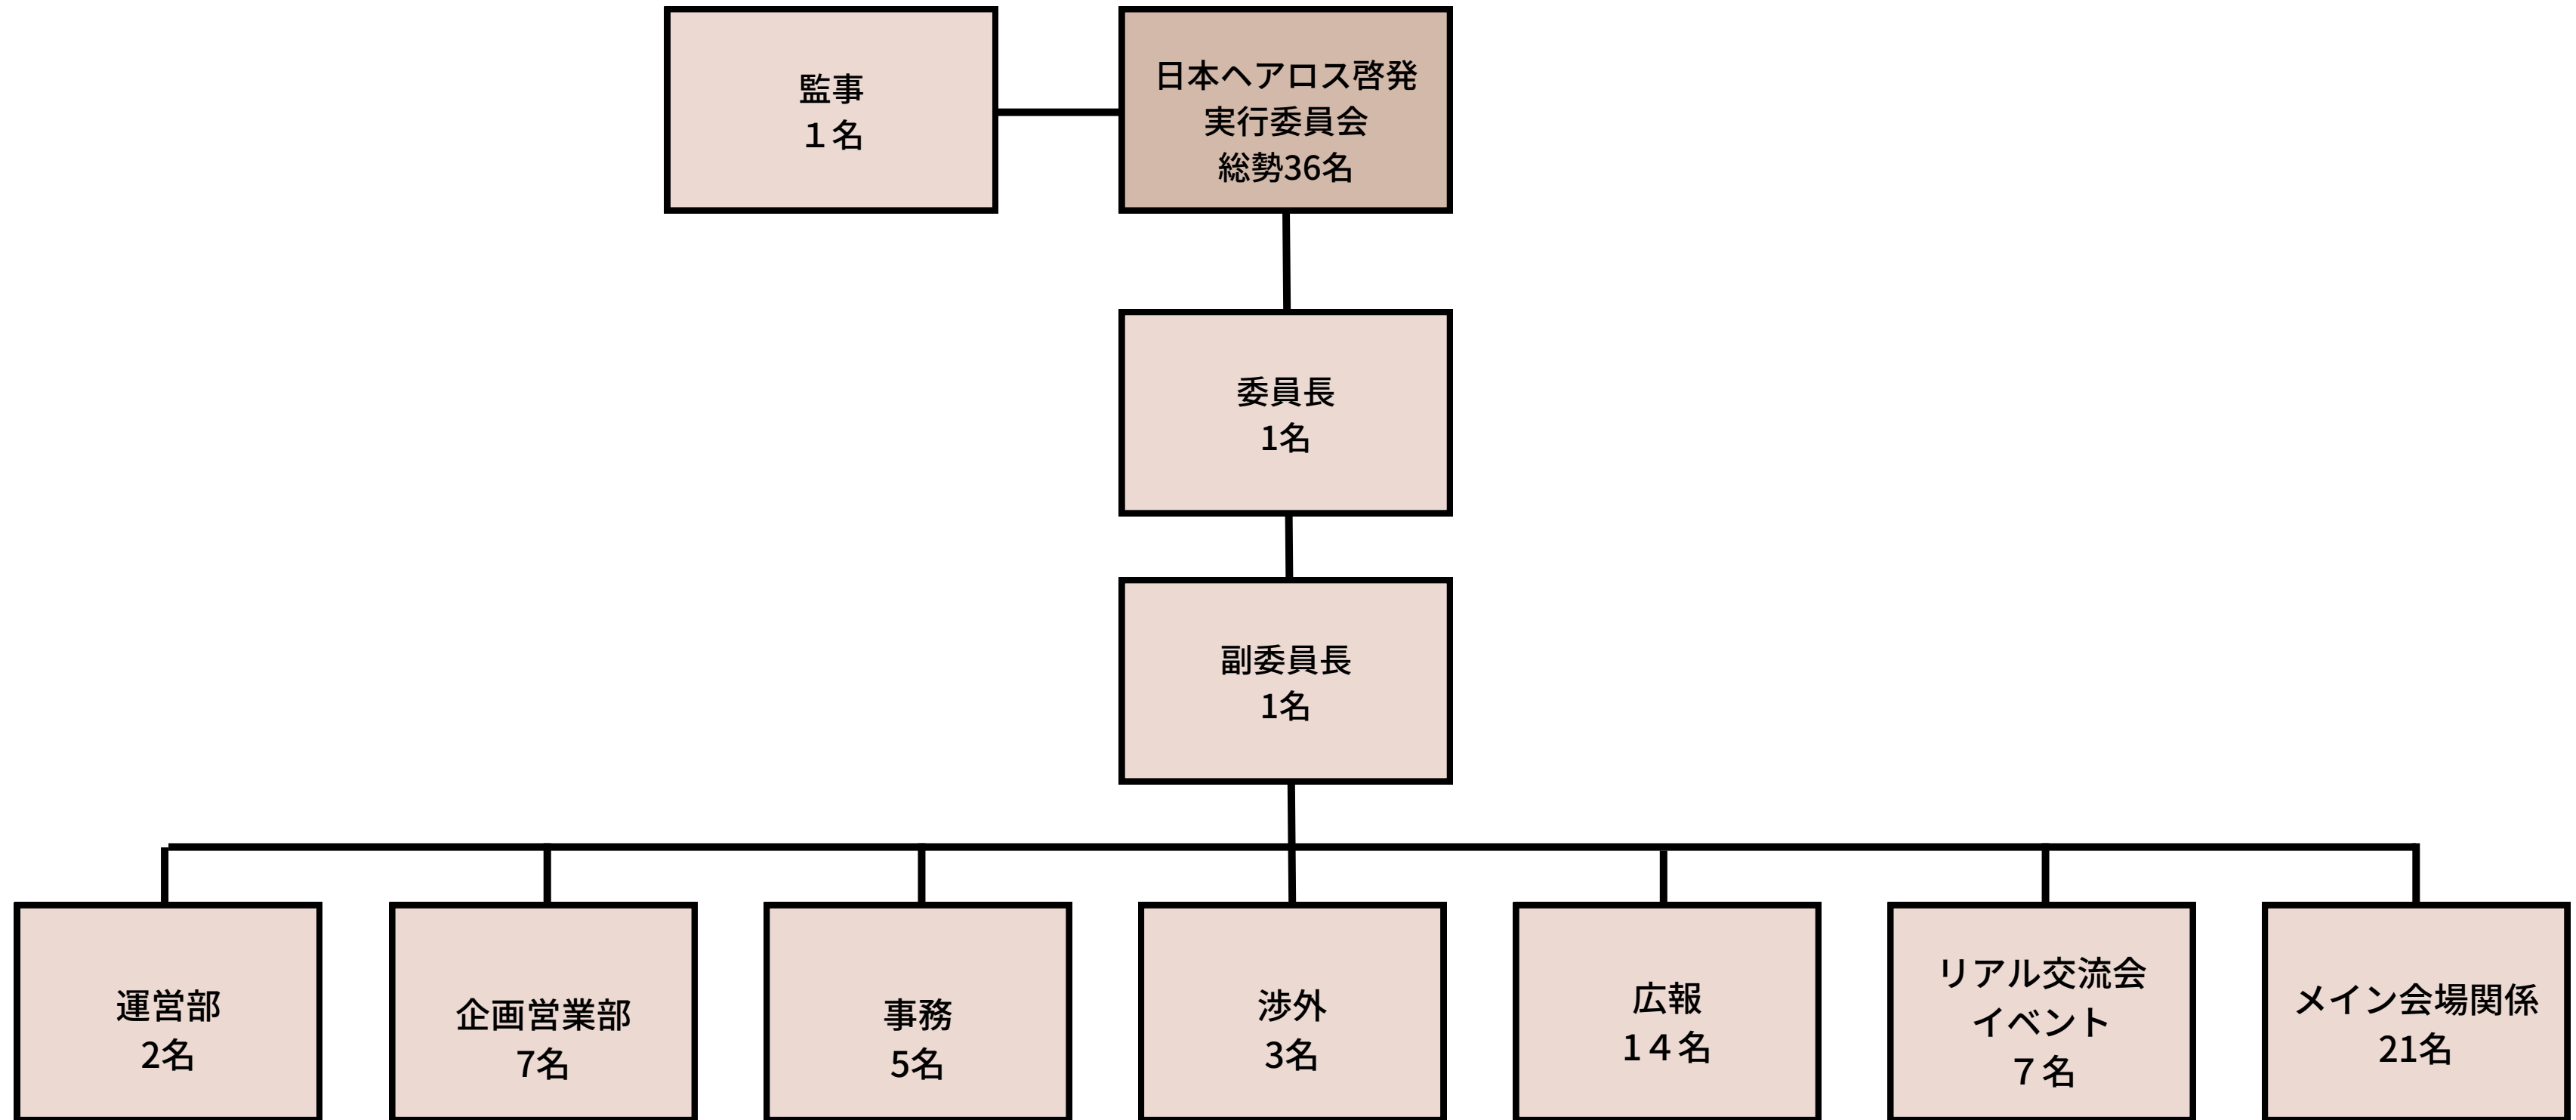 監事
１名
日本ヘアロス啓発
実行委員会
総勢36名
委員長
1名
副委員長
1名
運営部
2名
企画営業部
7名
事務
5名
渉外
3名
広報
１４名
リアル交流会
イベント
７名
メイン会場関係
21名